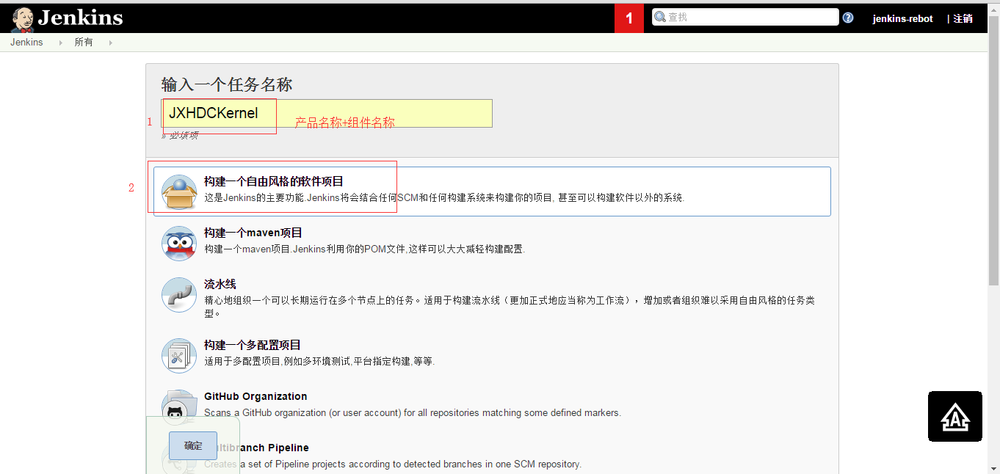 Jenkins
1
查找
jenkins-rebot | 注销
Jenkins 所有
输入一个任务名称
1
JXHDCKernel
产品名称+组件名称
» 必填项
2
构建一个自由风格的软件项目
这是Jenkins的主要功能.Jenkins将会结合任何SCM和任何构建系统来构建你的项目, 甚至可以构建软件以外的系统.
构建一个maven项目
构建一个maven项目.Jenkins利用你的POM文件,这样可以大大减轻构建配置.
流水线
精心地组织一个可以长期运行在多个节点上的任务。适用于构建流水线（更加正式地应当称为工作流），增加或者组织难以采用自由风格的任务类
型。
构建一个多配置项目
适用于多配置项目,例如多环境测试,平台指定构建,等等.
GitHub Organization
Scans a GitHub organization (or user account) for all repositories matching some defined markers.
确定
Multibranch Pipeline
Creates a set of Pipeline projects according to detected branches in one SCM repository.